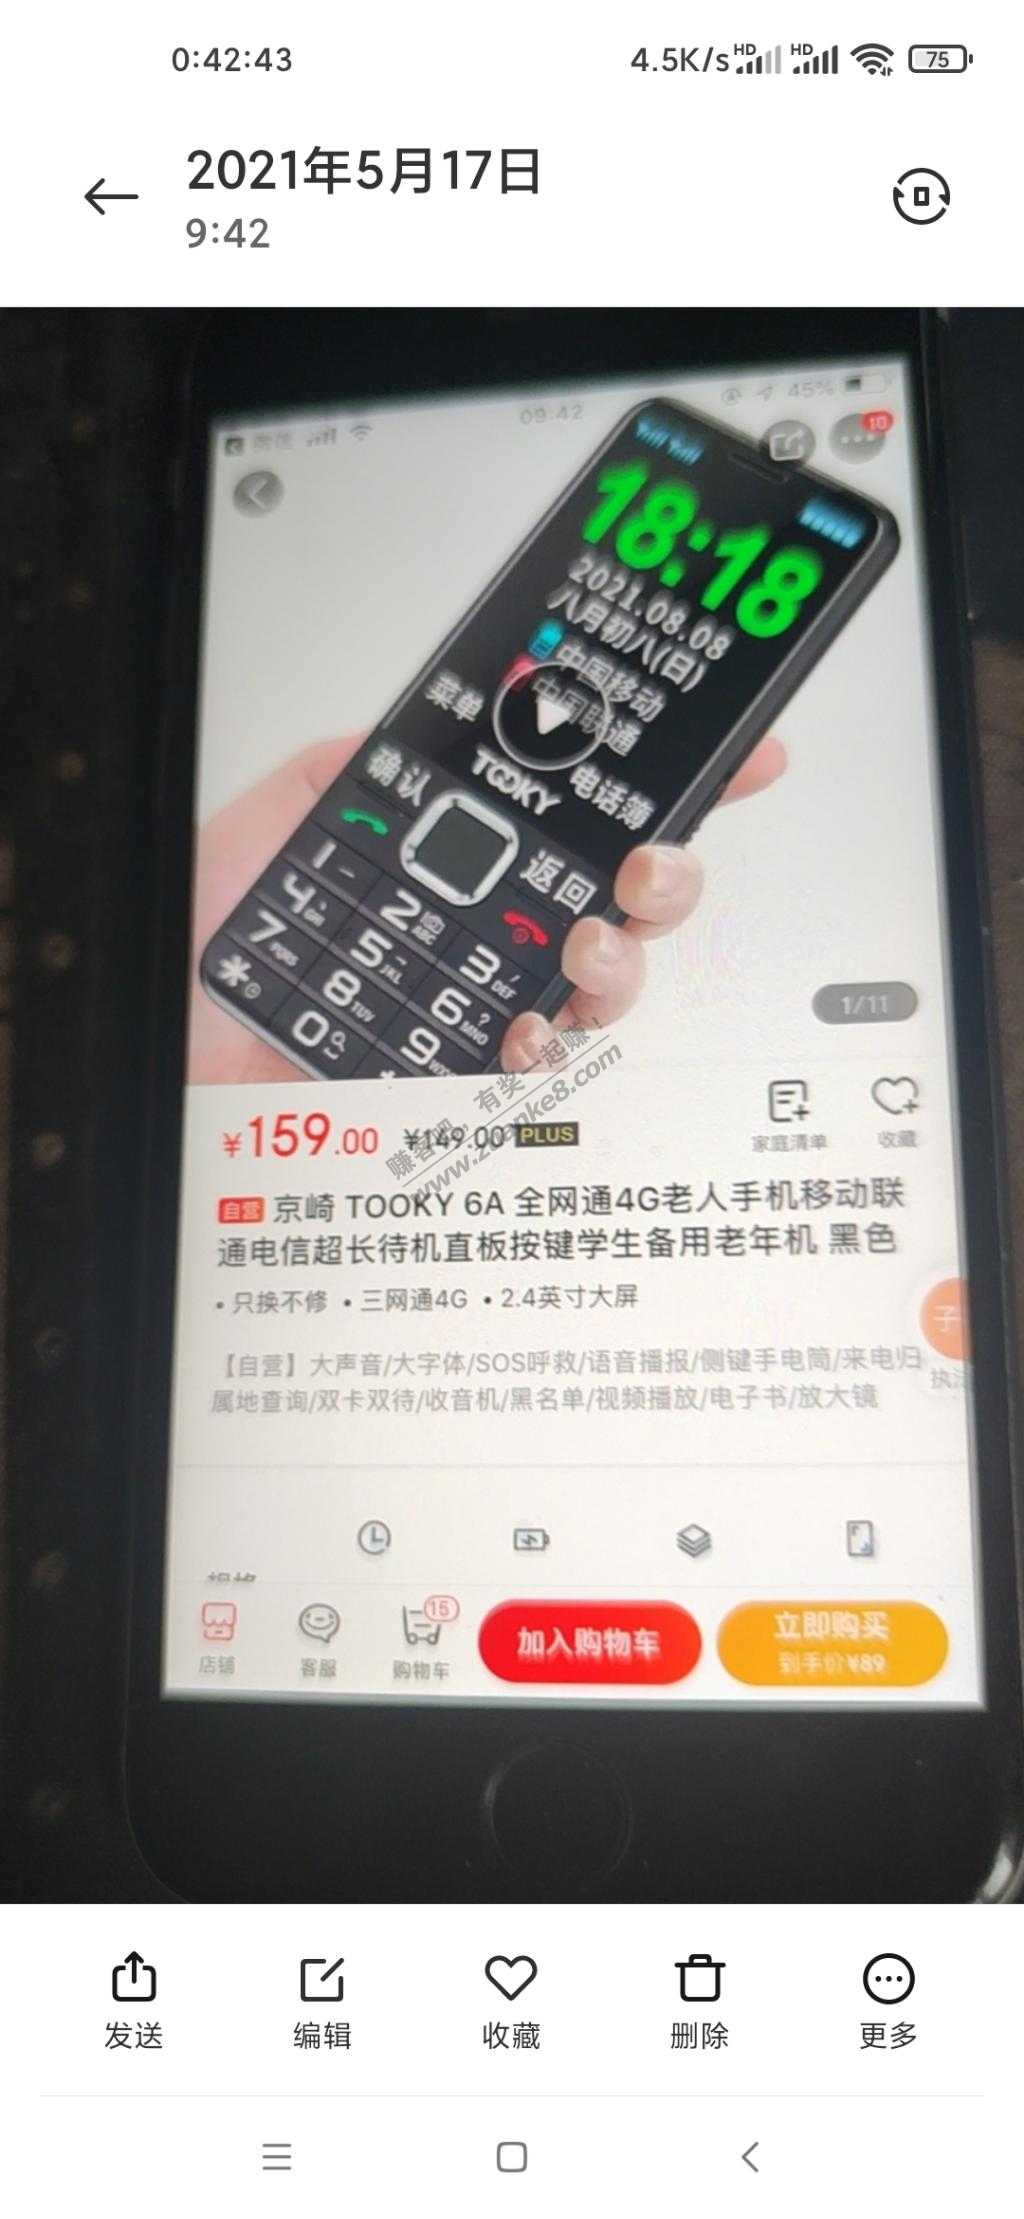 0:42:43
4.5K/s HD HD 75
2021年5月17日
9:42
09:42
45%
10
18:18
2021.08.08
八月初八(日)
中国移动
中国联通
菜单
电话簿
TOOKY
确认
返回
1
2 ABC
3 DEF
4
5 JKL
6 MNO
7 PQRS
8 TUV
9
*
0
1/11
¥159.00 ¥149.00 PLUS
家庭清单
收藏
赚客吧,有奖一起赚!
www.zuanke8.com
自营 京崎 TOOKY 6A 全网通4G老人手机移动联
通电信超长待机直板按键学生备用老年机 黑色
•只换不修 •三网通4G •2.4英寸大屏
子
【自营】大声音/大字体/SOS呼救/语音播报/侧键手电筒/来电归
属地查询/双卡双待/收音机/黑名单/视频播放/电子书/放大镜
店铺
客服
15
购物车
加入购物车
立即购买
到手价¥89
发送
编辑
收藏
删除
更多